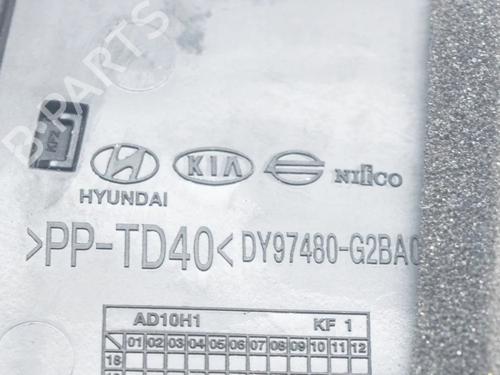 B-PARTS
HYUNDAI KIA NIFCO
>PP-TD40< DY97480-G2BA0
AD10H1 KF 1
01 02 03 04 05 06 07 08 09 10 11 12
16